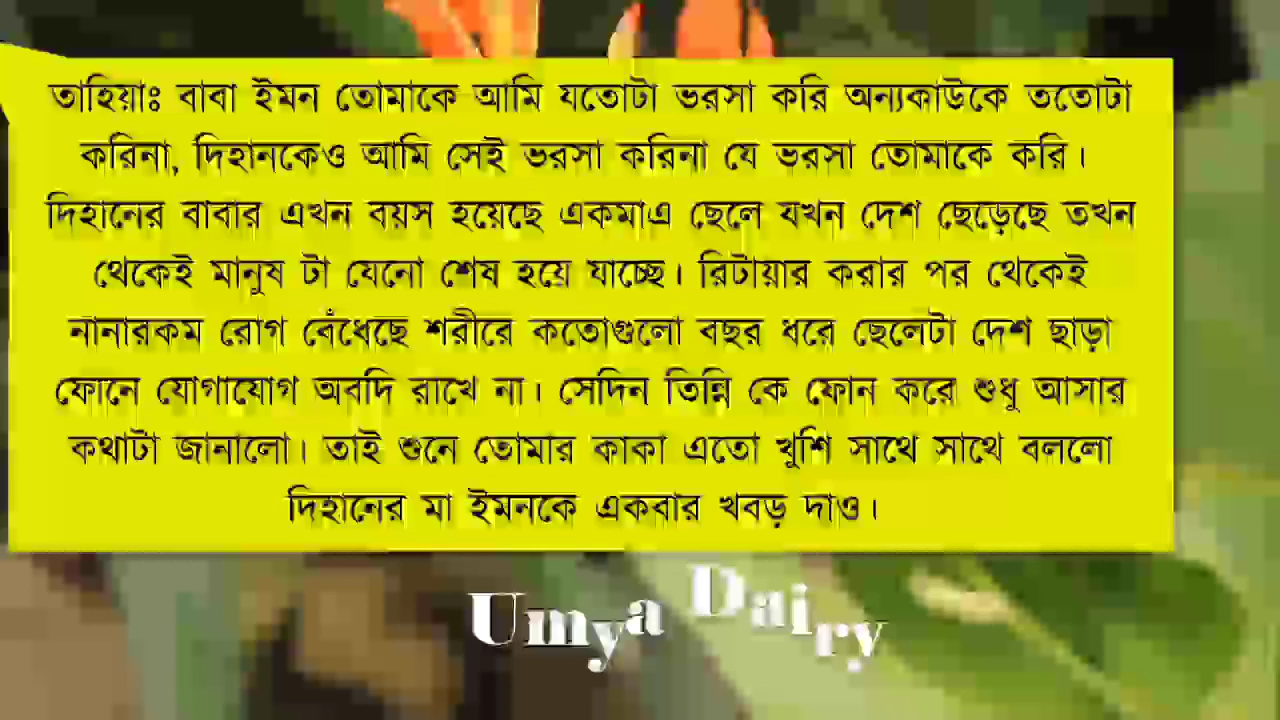 তাহিয়াঃ বাবা ইমন তোমাকে আমি যতোটা ভরসা করি অন্যকাউকে ততোটা
করিনা, দিহানকেও আমি সেই ভরসা করিনা যে ভরসা তোমাকে করি।
দিহানের বাবার এখন বয়স হয়েছে একমাএ ছেলে যখন দেশ ছেড়েছে তখন
থেকেই মানুষ টা যেনো শেষ হয়ে যাচ্ছে। রিটায়ার করার পর থেকেই
নানারকম রোগ বেঁধেছে শরীরে কতোগুলো বছর ধরে ছেলেটা দেশ ছাড়া
ফোনে যোগাযোগ অবদি রাখে না। সেদিন তিন্নি কে ফোন করে শুধু আসার
কথাটা জানালো। তাই শুনে তোমার কাকা এতো খুশি সাথে সাথে বললো
দিহানের মা ইমনকে একবার খবড় দাও।
Umya Dairy